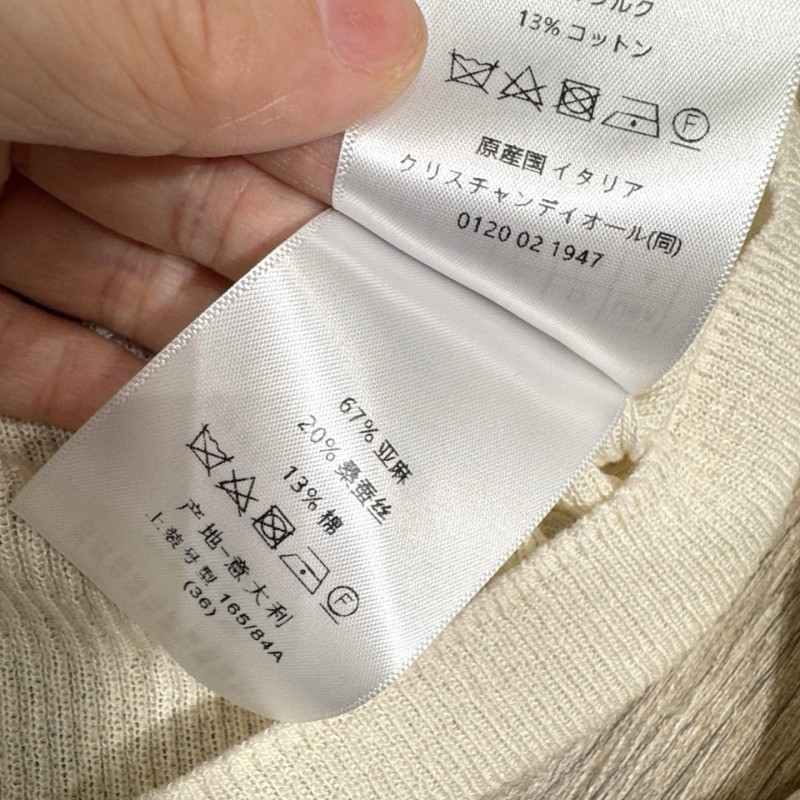 ルク
13% コットン
F
原産国 イタリア
クリスチャンディオール(同)
0120 02 1947
67% 亚麻
20% 桑蚕丝
13% 棉
F
产地-意大利
上装号型 165/84A
(36)